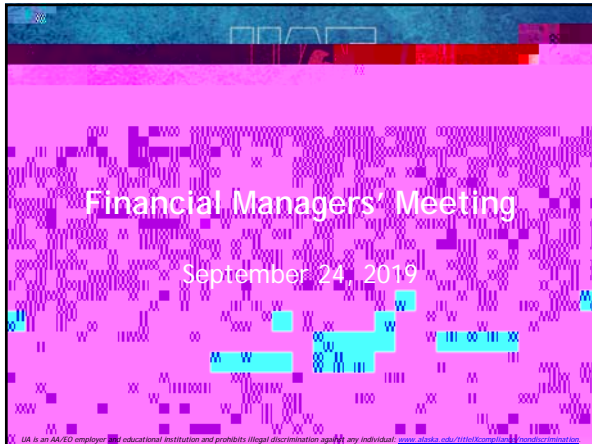 Financial Managers' Meeting
September 24, 2019
UA is an AA/EO employer and educational institution and prohibits illegal discrimination against any individual: www.alaska.edu/titleIXcompliance/nondiscrimination.